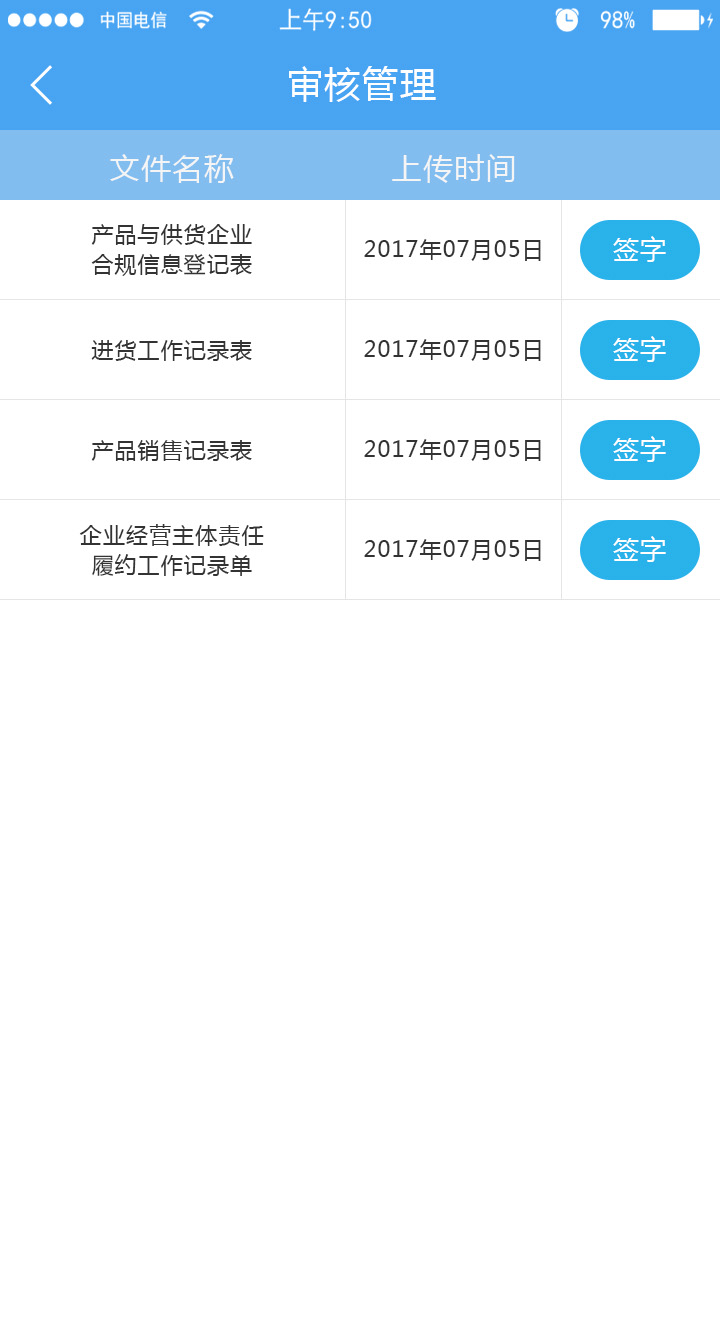 中国电信 上午9:50 98%
审核管理
文件名称 上传时间
产品与供货企业
合规信息登记表 2017年07月05日 签字
进货工作记录表 2017年07月05日 签字
产品销售记录表 2017年07月05日 签字
企业经营主体责任
履约工作记录单 2017年07月05日 签字